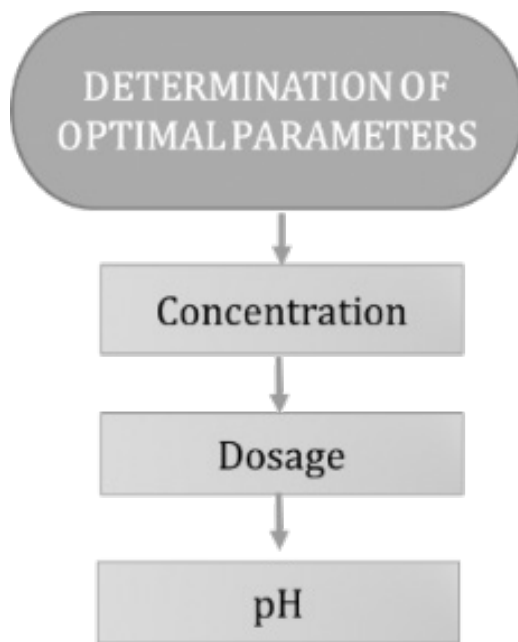 DETERMINATION OF
OPTIMAL PARAMETERS
Concentration
Dosage
pH